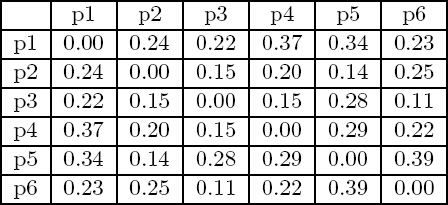 p1 p2 p3 p4 p5 p6
p1 0.00 0.24 0.22 0.37 0.34 0.23
p2 0.24 0.00 0.15 0.20 0.14 0.25
p3 0.22 0.15 0.00 0.15 0.28 0.11
p4 0.37 0.20 0.15 0.00 0.29 0.22
p5 0.34 0.14 0.28 0.29 0.00 0.39
p6 0.23 0.25 0.11 0.22 0.39 0.00